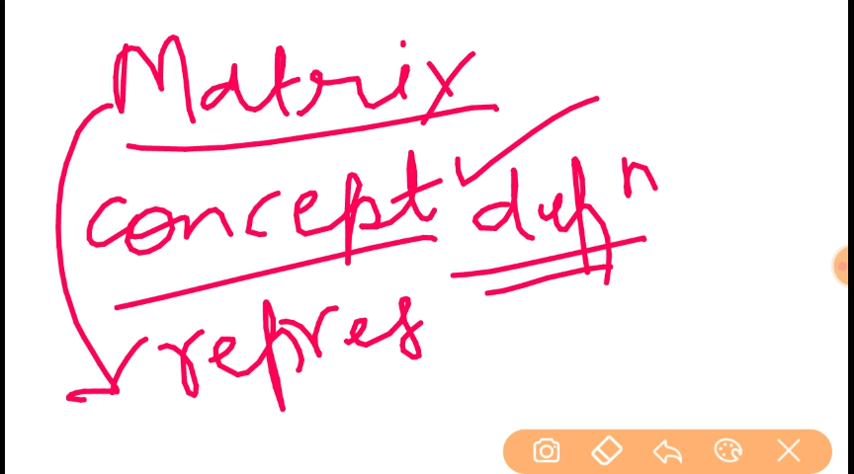 Matrix
concept defⁿ
repres